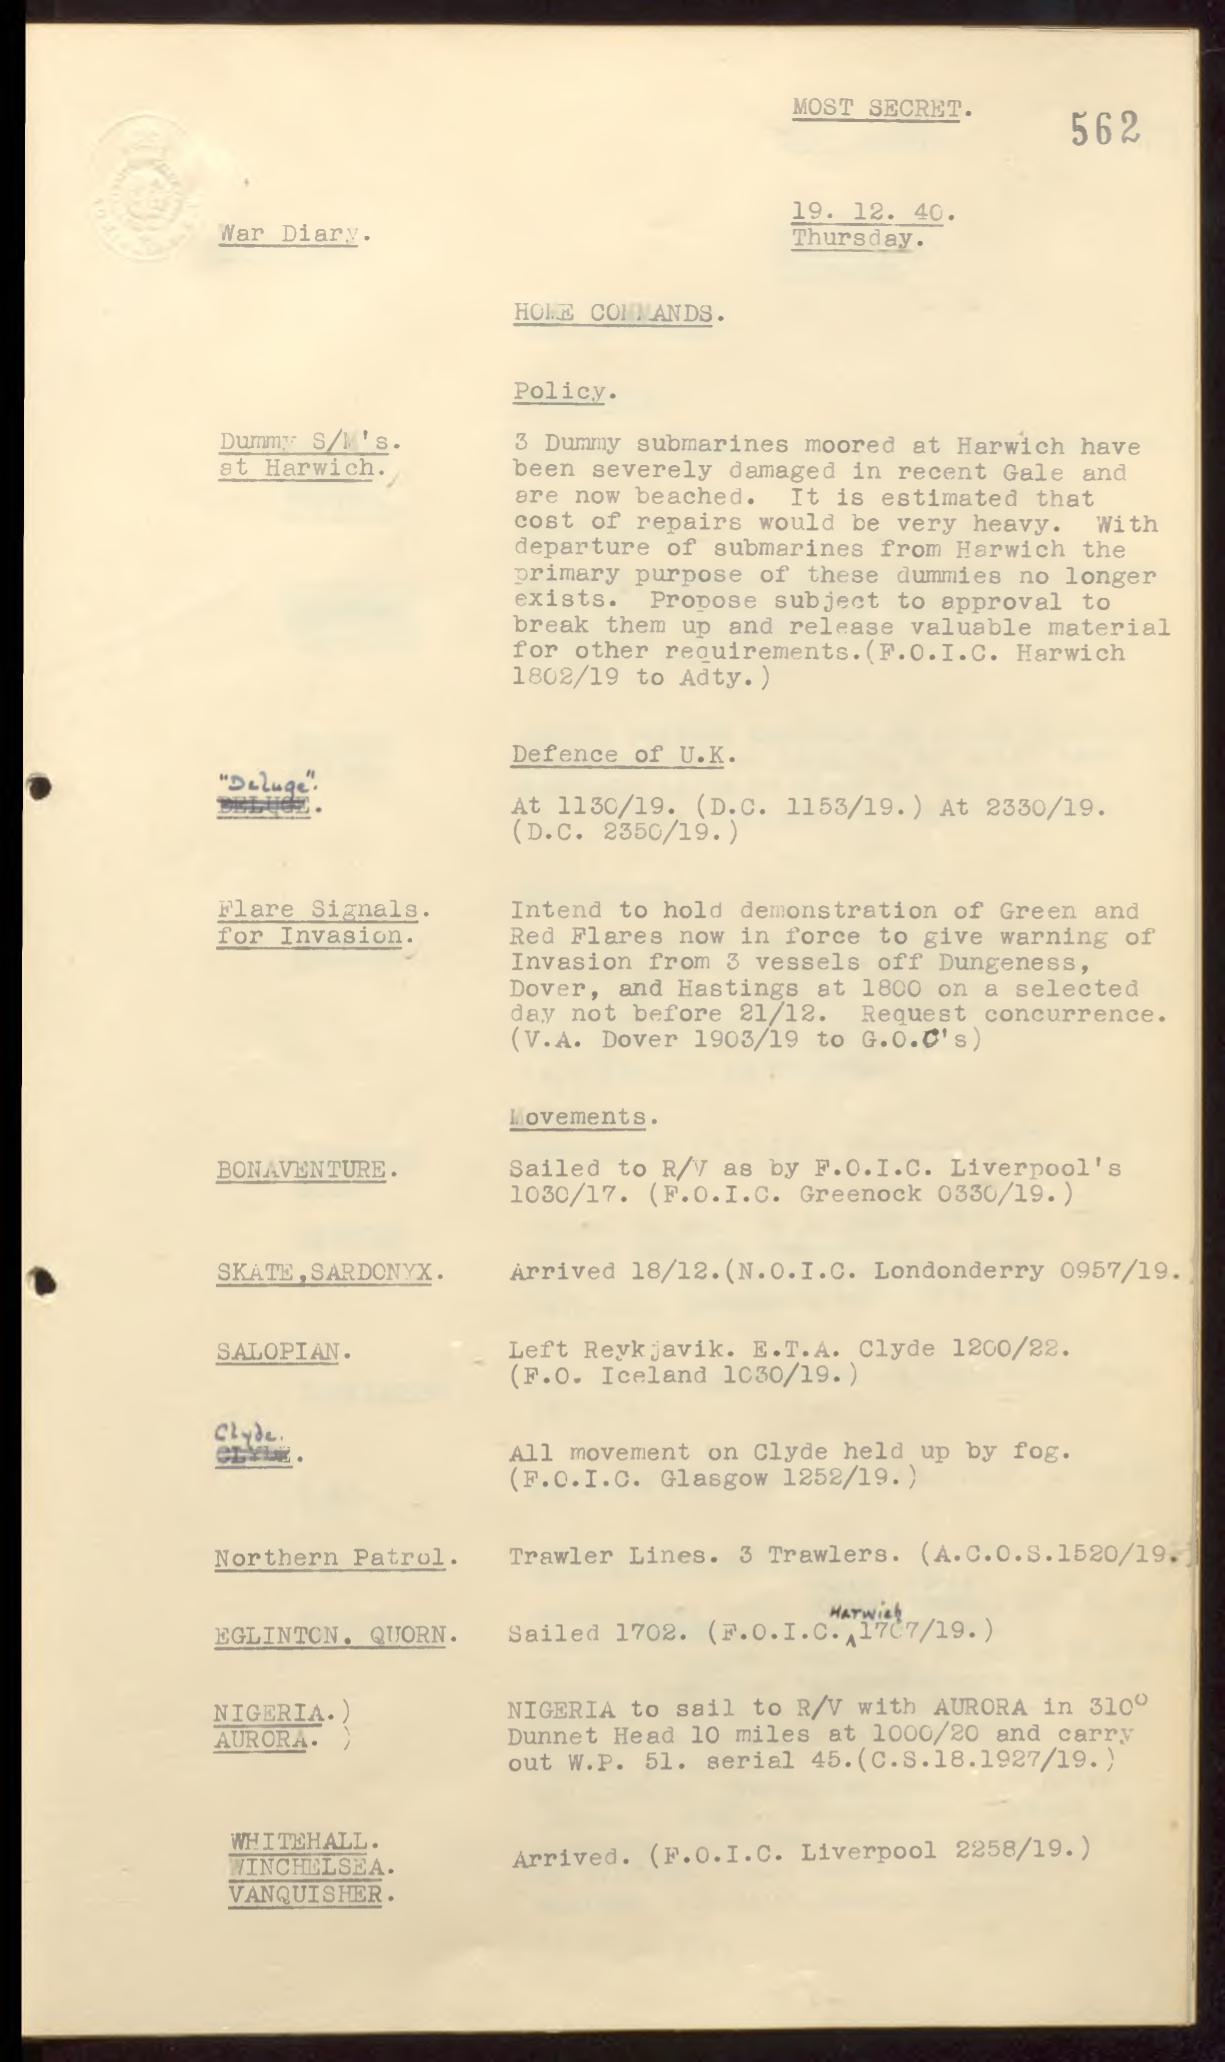 MOST SECRET.
562
19. 12. 40.
War Diary.
Thursday.
HOME COMMANDS.
Policy.
Dummy S/M's.
at Harwich.
3 Dummy submarines moored at Harwich have
been severely damaged in recent Gale and
are now beached. It is estimated that
cost of repairs would be very heavy. With
departure of submarines from Harwich the
primary purpose of these dummies no longer
exists. Propose subject to approval to
break them up and release valuable material
for other requirements.(F.O.I.C. Harwich
1802/19 to Adty.)
Defence of U.K.
"Deluge".
DELUGE.
At 1130/19. (D.C. 1153/19.) At 2330/19.
(D.C. 2350/19.)
Flare Signals.
for Invasion.
Intend to hold demonstration of Green and
Red Flares now in force to give warning of
Invasion from 3 vessels off Dungeness,
Dover, and Hastings at 1800 on a selected
day not before 21/12. Request concurrence.
(V.A. Dover 1903/19 to G.O.C's)
Movements.
BONAVENTURE.
Sailed to R/V as by F.O.I.C. Liverpool's
1030/17. (F.O.I.C. Greenock 0330/19.)
SKATE,SARDONYX.
Arrived 18/12.(N.O.I.C. Londonderry 0957/19.)
SALOPIAN.
Left Reykjavik. E.T.A. Clyde 1200/22.
(F.O. Iceland 1030/19.)
Clyde.
CLYDE.
All movement on Clyde held up by fog.
(F.O.I.C. Glasgow 1252/19.)
Northern Patrol.
Trawler Lines. 3 Trawlers. (A.C.O.S.1520/19.)
Harwich
EGLINTON. QUORN.
Sailed 1702. (F.O.I.C. 1707/19.)
NIGERIA.)
AURORA. )
NIGERIA to sail to R/V with AURORA in 310°
Dunnet Head 10 miles at 1000/20 and carry
out W.P. 51. serial 45.(C.S.18.1927/19.)
WHITEHALL.
WINCHELSEA.
VANQUISHER.
Arrived. (F.O.I.C. Liverpool 2258/19.)